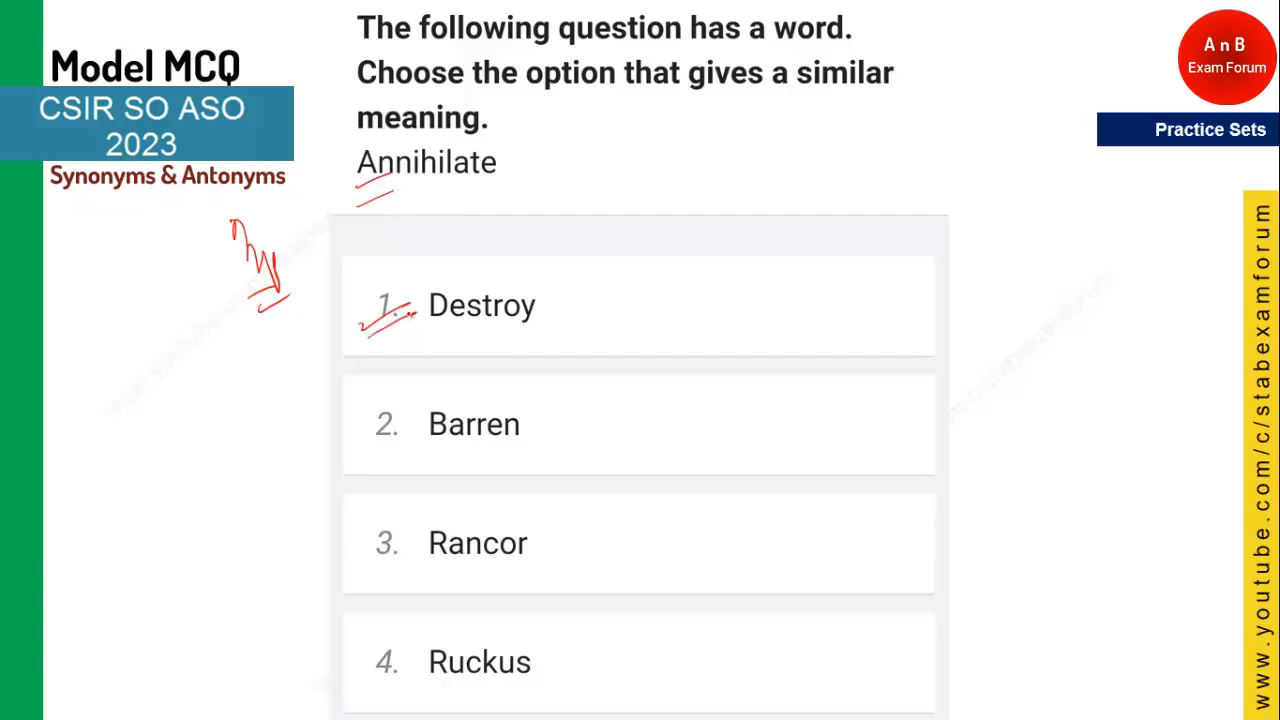 Model MCQ
CSIR SO ASO
2023
Synonyms & Antonyms
The following question has a word.
Choose the option that gives a similar
meaning.
Annihilate
1. Destroy
2. Barren
3. Rancor
4. Ruckus
A n B
Exam Forum
Practice Sets
www.youtube.com/c/stabexamforum